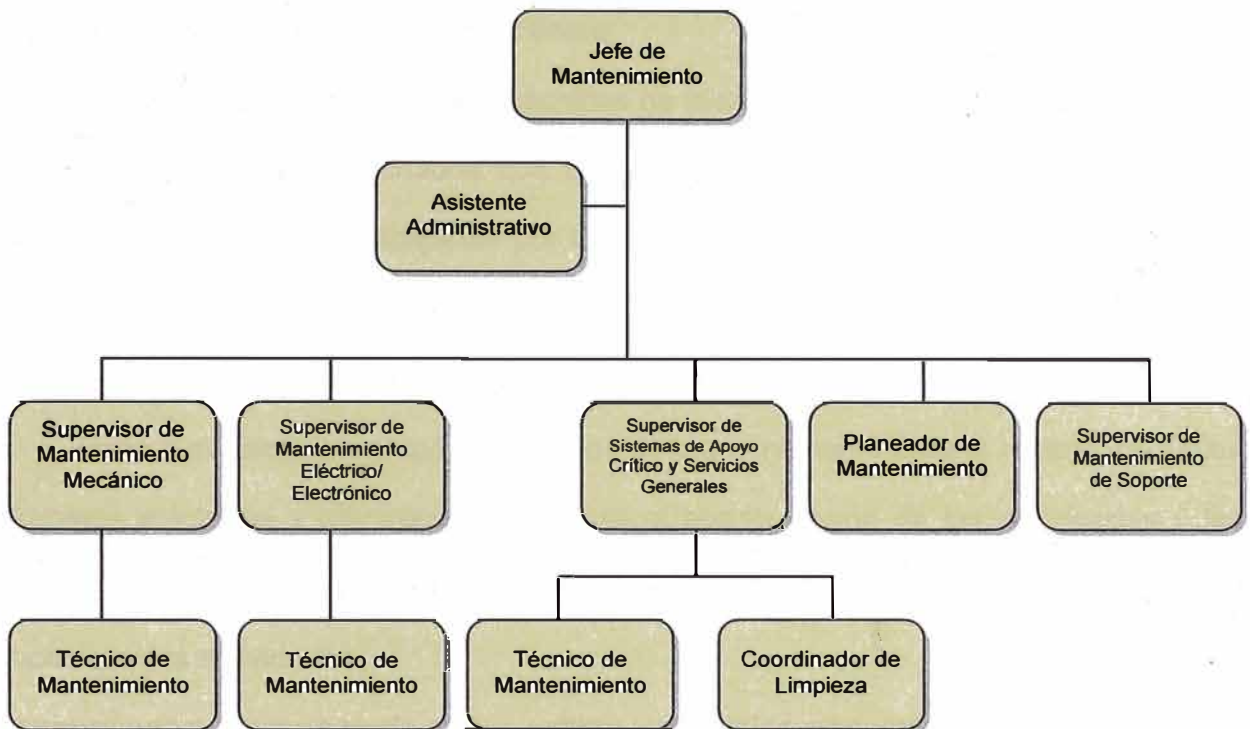 Jefe de
Mantenimiento
Asistente
Administrativo
Supervisor de
Mantenimiento
Mecánico
Supervisor de
Mantenimiento
Eléctrico/
Electrónico
Supervisor de
Sistemas de Apoyo
Crítico y Servicios
Generales
Planeador de
Mantenimiento
Supervisor de
Mantenimiento
de Soporte
Técnico de
Mantenimiento
Técnico de
Mantenimiento
Técnico de
Mantenimiento
Coordinador de
Limpieza